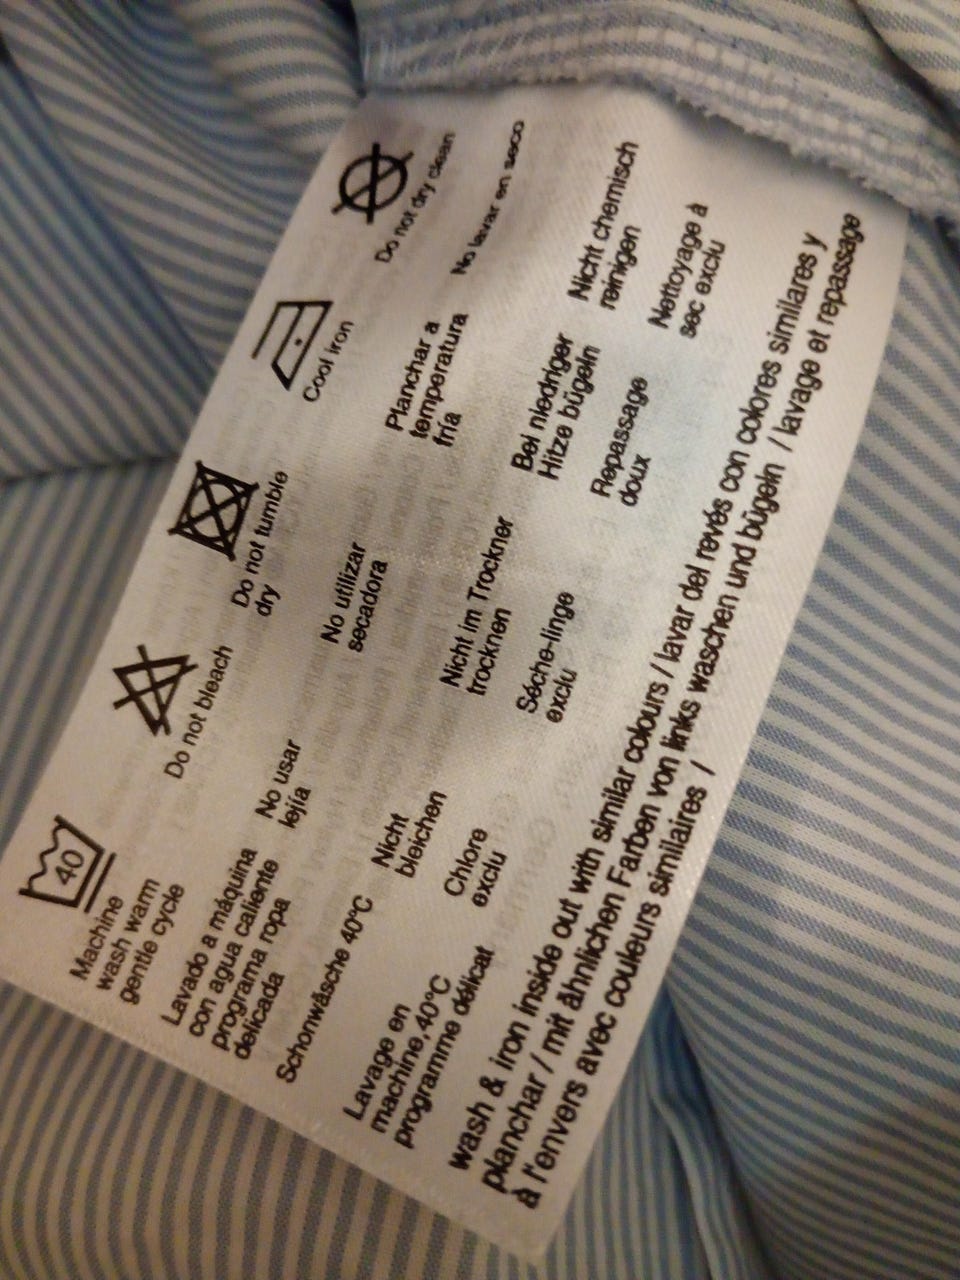 40
Machine
wash warm
gentle cycle
Do not bleach
Do not tumble
dry
Cool iron
Do not dry clean
Lavado a máquina
con agua caliente
programa ropa
delicada
No usar
lejía
No utilizar
secadora
Planchar a
temperatura
fría
No lavar en seco
Schonwäsche 40°C
Nicht
bleichen
Nicht im Trockner
trocknen
Bei niedriger
Hitze bügeln
Nicht chemisch
reinigen
Lavage en
machine,40°C
programme délicat
Chlore
exclu
Séche-linge
exclu
Repassage
doux
Nettoyage à
sec exclu
wash & iron inside out with similar colours / lavar del revés con colores similares y
planchar / mit ähnlichen Farben von links waschen und bügeln / lavage et repassage
à l'envers avec couleurs similaires /